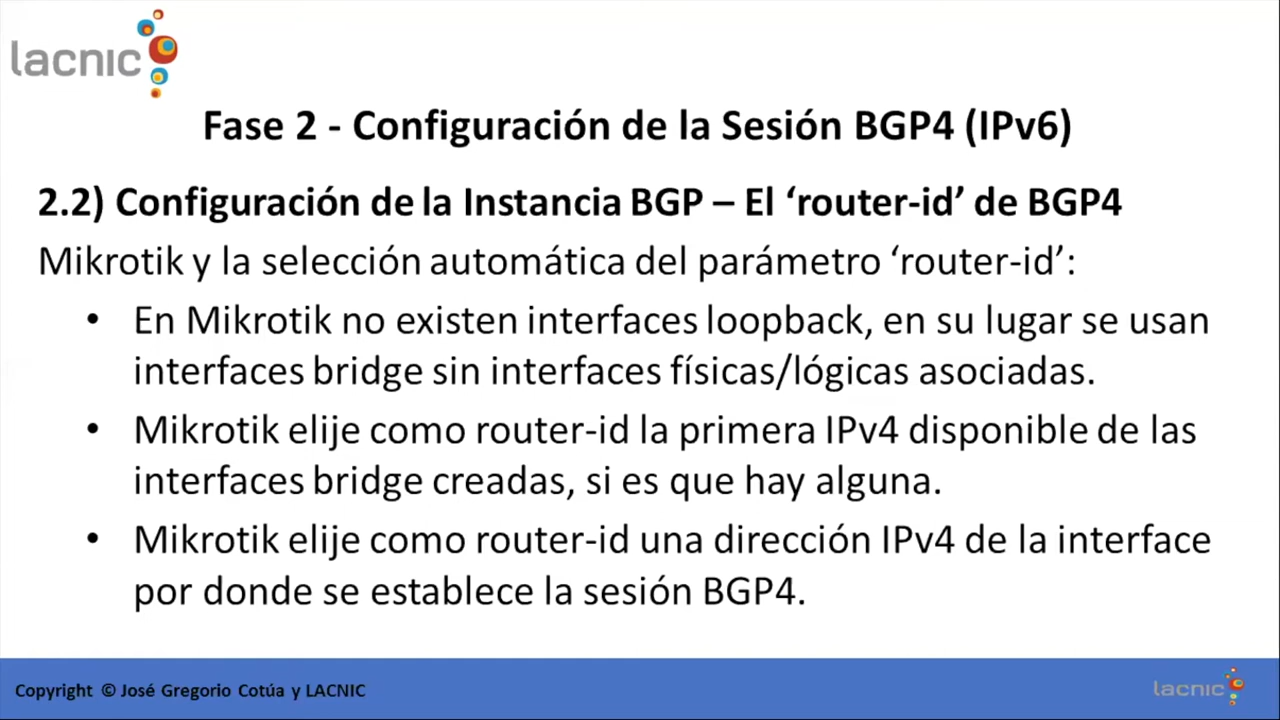 lacnic
Fase 2 - Configuración de la Sesión BGP4 (IPv6)
2.2) Configuración de la Instancia BGP – El ‘router-id’ de BGP4
Mikrotik y la selección automática del parámetro ‘router-id’:
• En Mikrotik no existen interfaces loopback, en su lugar se usan
interfaces bridge sin interfaces físicas/lógicas asociadas.
• Mikrotik elije como router-id la primera IPv4 disponible de las
interfaces bridge creadas, si es que hay alguna.
• Mikrotik elije como router-id una dirección IPv4 de la interface
por donde se establece la sesión BGP4.
Copyright © José Gregorio Cotúa y LACNIC
lacnic